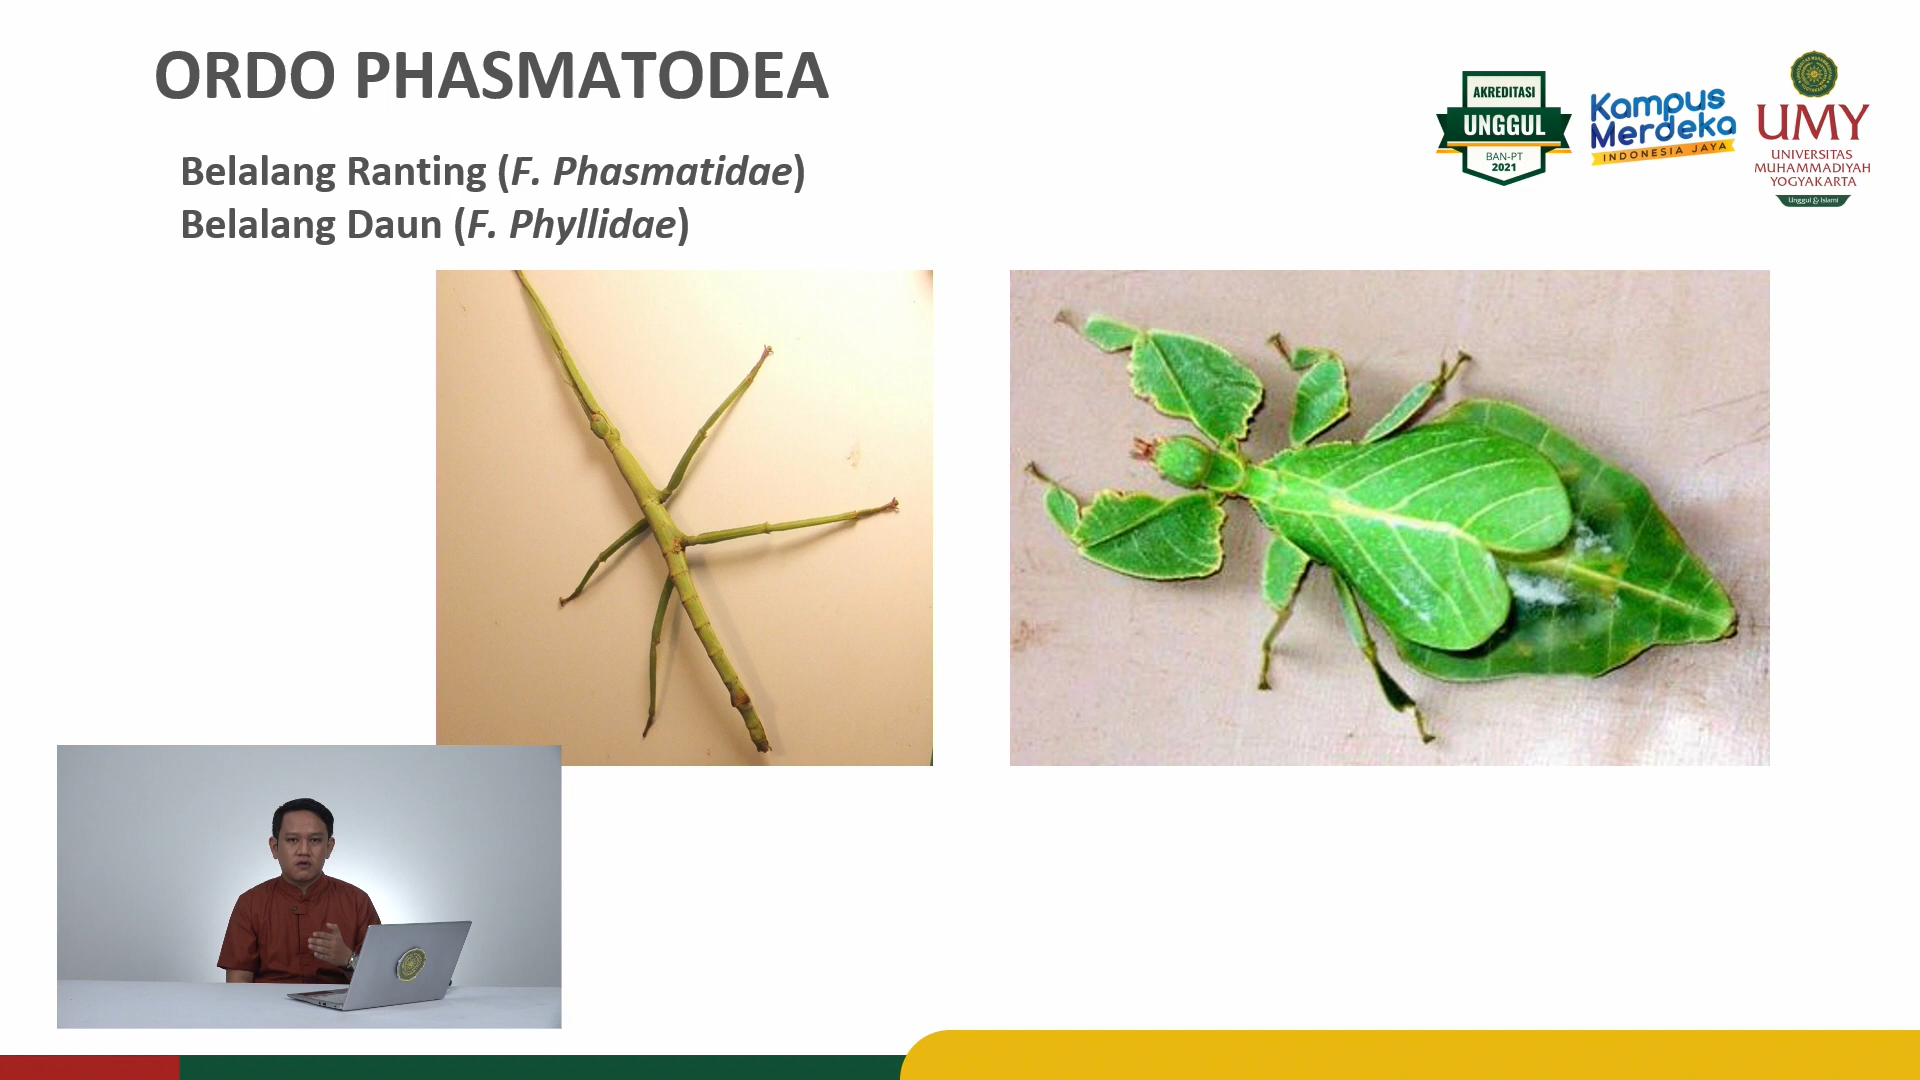 ORDO PHASMATODEA
Belalang Ranting (F. Phasmatidae)
Belalang Daun (F. Phyllidae)
AKREDITASI
UNGGUL
BAN-PT
2021
Kampus
Merdeka
INDONESIA JAYA
UMY
UNIVERSITAS
MUHAMMADIYAH
YOGYAKARTA
Unggul & Islami